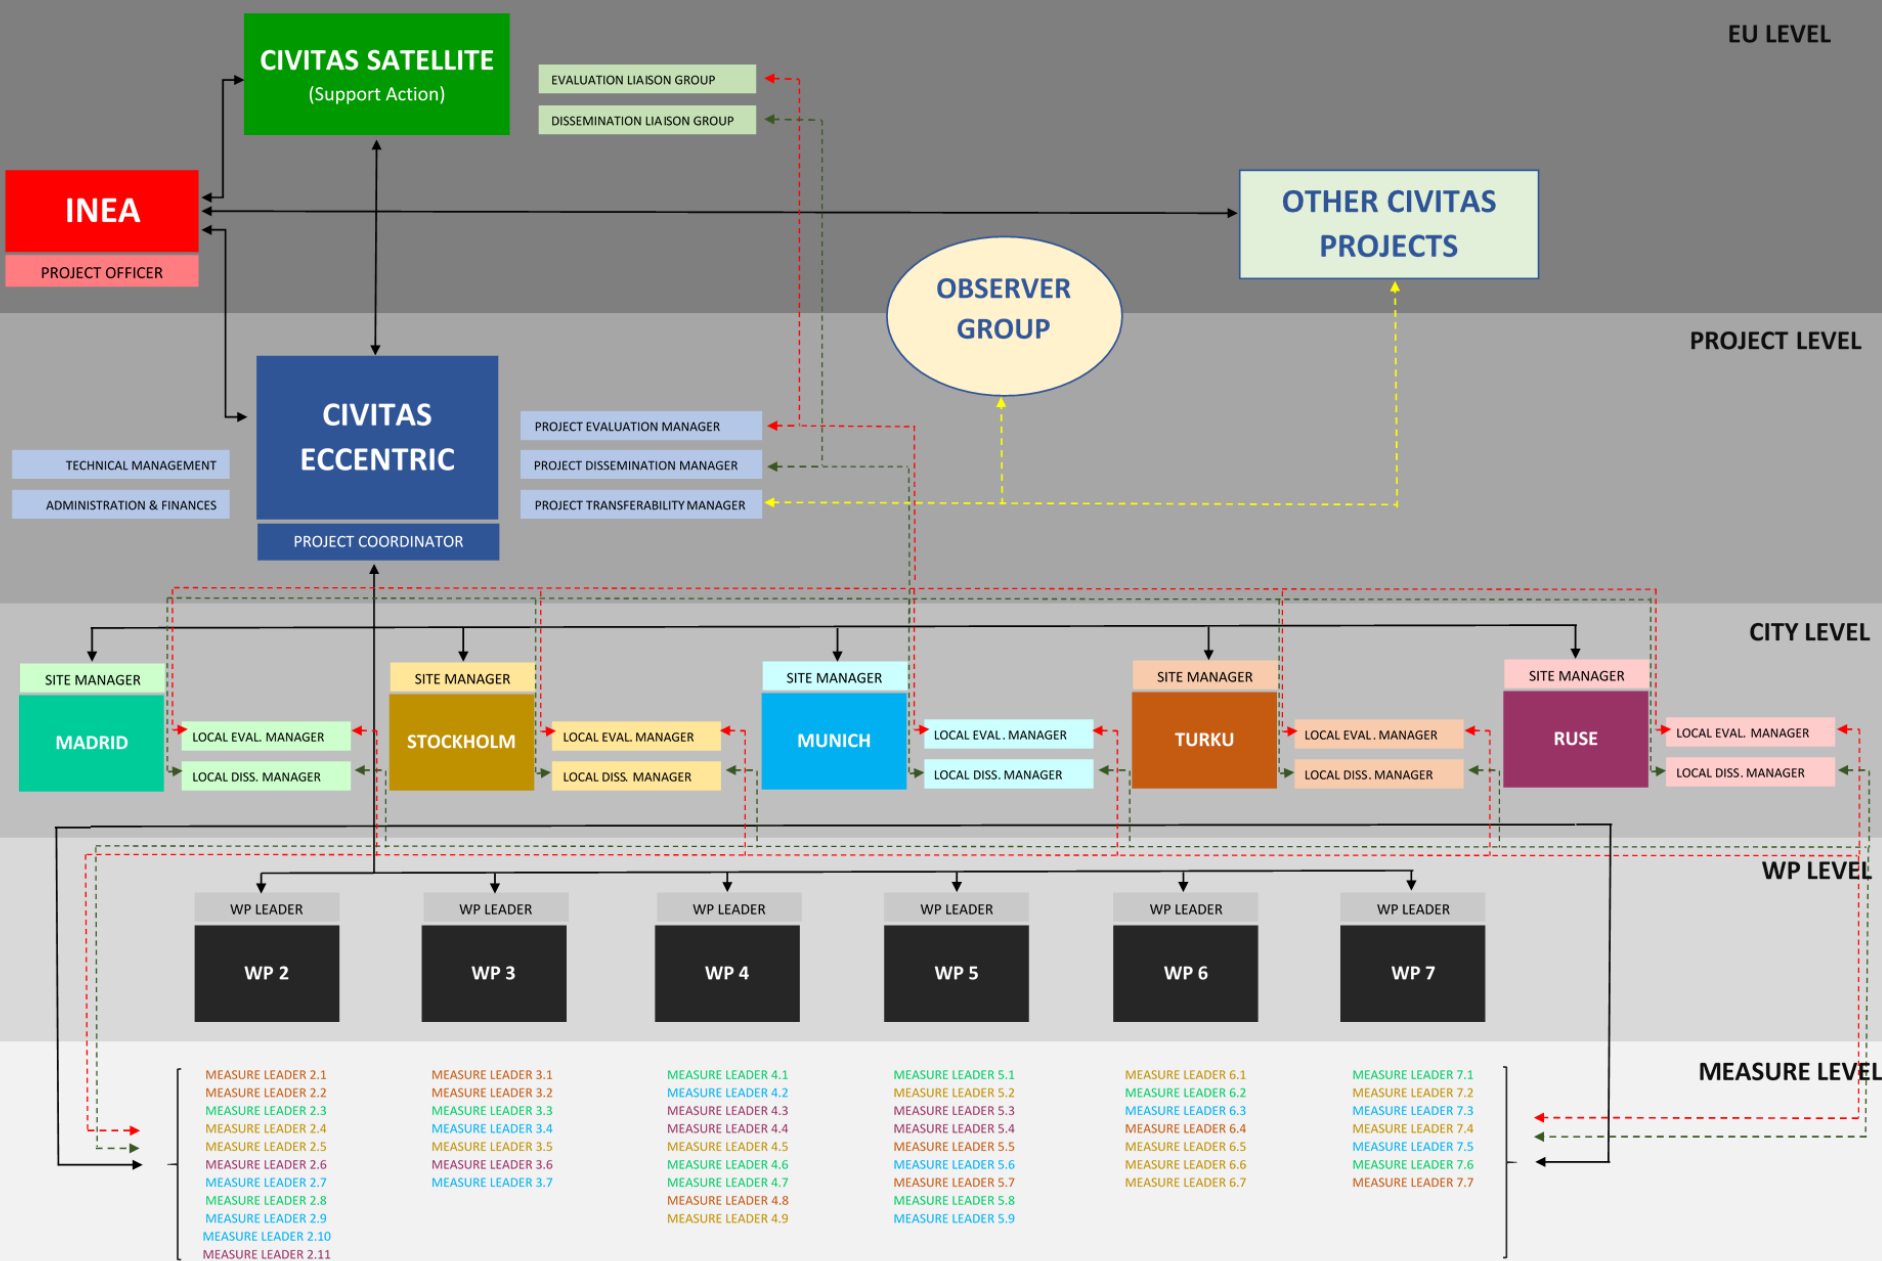 EU LEVEL
CIVITAS SATELLITE
(Support Action)
EVALUATION LIAISON GROUP
DISSEMINATION LIAISON GROUP
INEA
PROJECT OFFICER
OTHER CIVITAS
PROJECTS
OBSERVER
GROUP
PROJECT LEVEL
CIVITAS
ECCENTRIC
PROJECT COORDINATOR
TECHNICAL MANAGEMENT
ADMINISTRATION & FINANCES
PROJECT EVALUATION MANAGER
PROJECT DISSEMINATION MANAGER
PROJECT TRANSFERABILITY MANAGER
CITY LEVEL
SITE MANAGER
MADRID
LOCAL EVAL. MANAGER
LOCAL DISS. MANAGER
SITE MANAGER
STOCKHOLM
LOCAL EVAL. MANAGER
LOCAL DISS. MANAGER
SITE MANAGER
MUNICH
LOCAL EVAL. MANAGER
LOCAL DISS. MANAGER
SITE MANAGER
TURKU
LOCAL EVAL. MANAGER
LOCAL DISS. MANAGER
SITE MANAGER
RUSE
LOCAL EVAL. MANAGER
LOCAL DISS. MANAGER
WP LEVEL
WP LEADER
WP 2
WP LEADER
WP 3
WP LEADER
WP 4
WP LEADER
WP 5
WP LEADER
WP 6
WP LEADER
WP 7
MEASURE LEVEL
MEASURE LEADER 2.1
MEASURE LEADER 2.2
MEASURE LEADER 2.3
MEASURE LEADER 2.4
MEASURE LEADER 2.5
MEASURE LEADER 2.6
MEASURE LEADER 2.7
MEASURE LEADER 2.8
MEASURE LEADER 2.9
MEASURE LEADER 2.10
MEASURE LEADER 2.11
MEASURE LEADER 3.1
MEASURE LEADER 3.2
MEASURE LEADER 3.3
MEASURE LEADER 3.4
MEASURE LEADER 3.5
MEASURE LEADER 3.6
MEASURE LEADER 3.7
MEASURE LEADER 4.1
MEASURE LEADER 4.2
MEASURE LEADER 4.3
MEASURE LEADER 4.4
MEASURE LEADER 4.5
MEASURE LEADER 4.6
MEASURE LEADER 4.7
MEASURE LEADER 4.8
MEASURE LEADER 4.9
MEASURE LEADER 5.1
MEASURE LEADER 5.2
MEASURE LEADER 5.3
MEASURE LEADER 5.4
MEASURE LEADER 5.5
MEASURE LEADER 5.6
MEASURE LEADER 5.7
MEASURE LEADER 5.8
MEASURE LEADER 5.9
MEASURE LEADER 6.1
MEASURE LEADER 6.2
MEASURE LEADER 6.3
MEASURE LEADER 6.4
MEASURE LEADER 6.5
MEASURE LEADER 6.6
MEASURE LEADER 6.7
MEASURE LEADER 7.1
MEASURE LEADER 7.2
MEASURE LEADER 7.3
MEASURE LEADER 7.4
MEASURE LEADER 7.5
MEASURE LEADER 7.6
MEASURE LEADER 7.7